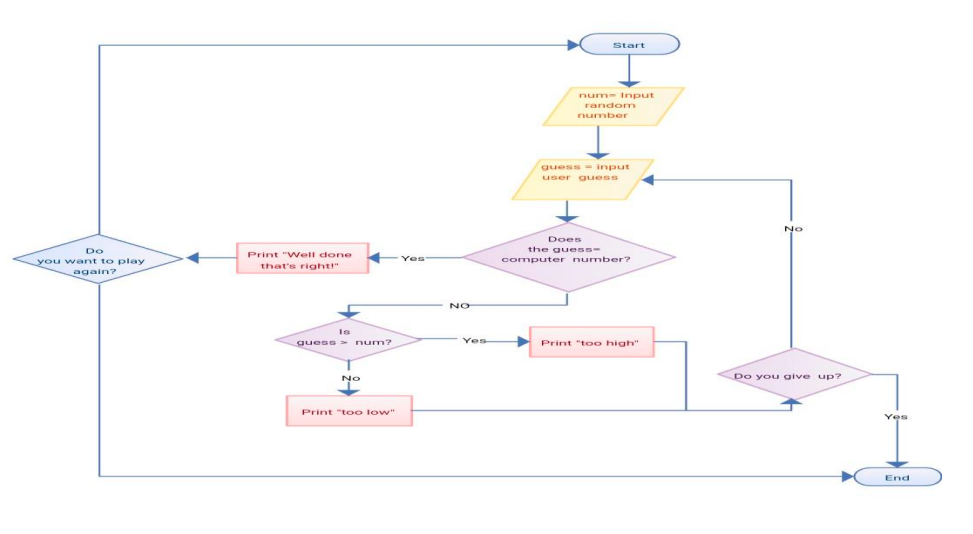 Start
num= Input
random
number
guess = input
user guess
No
Does
the guess=
computer number?
Do
you want to play
again?
Print "Well done
that's right!"
Yes
NO
Is
guess > num?
Yes
Print "too high"
No
Do you give up?
Print "too low"
Yes
End